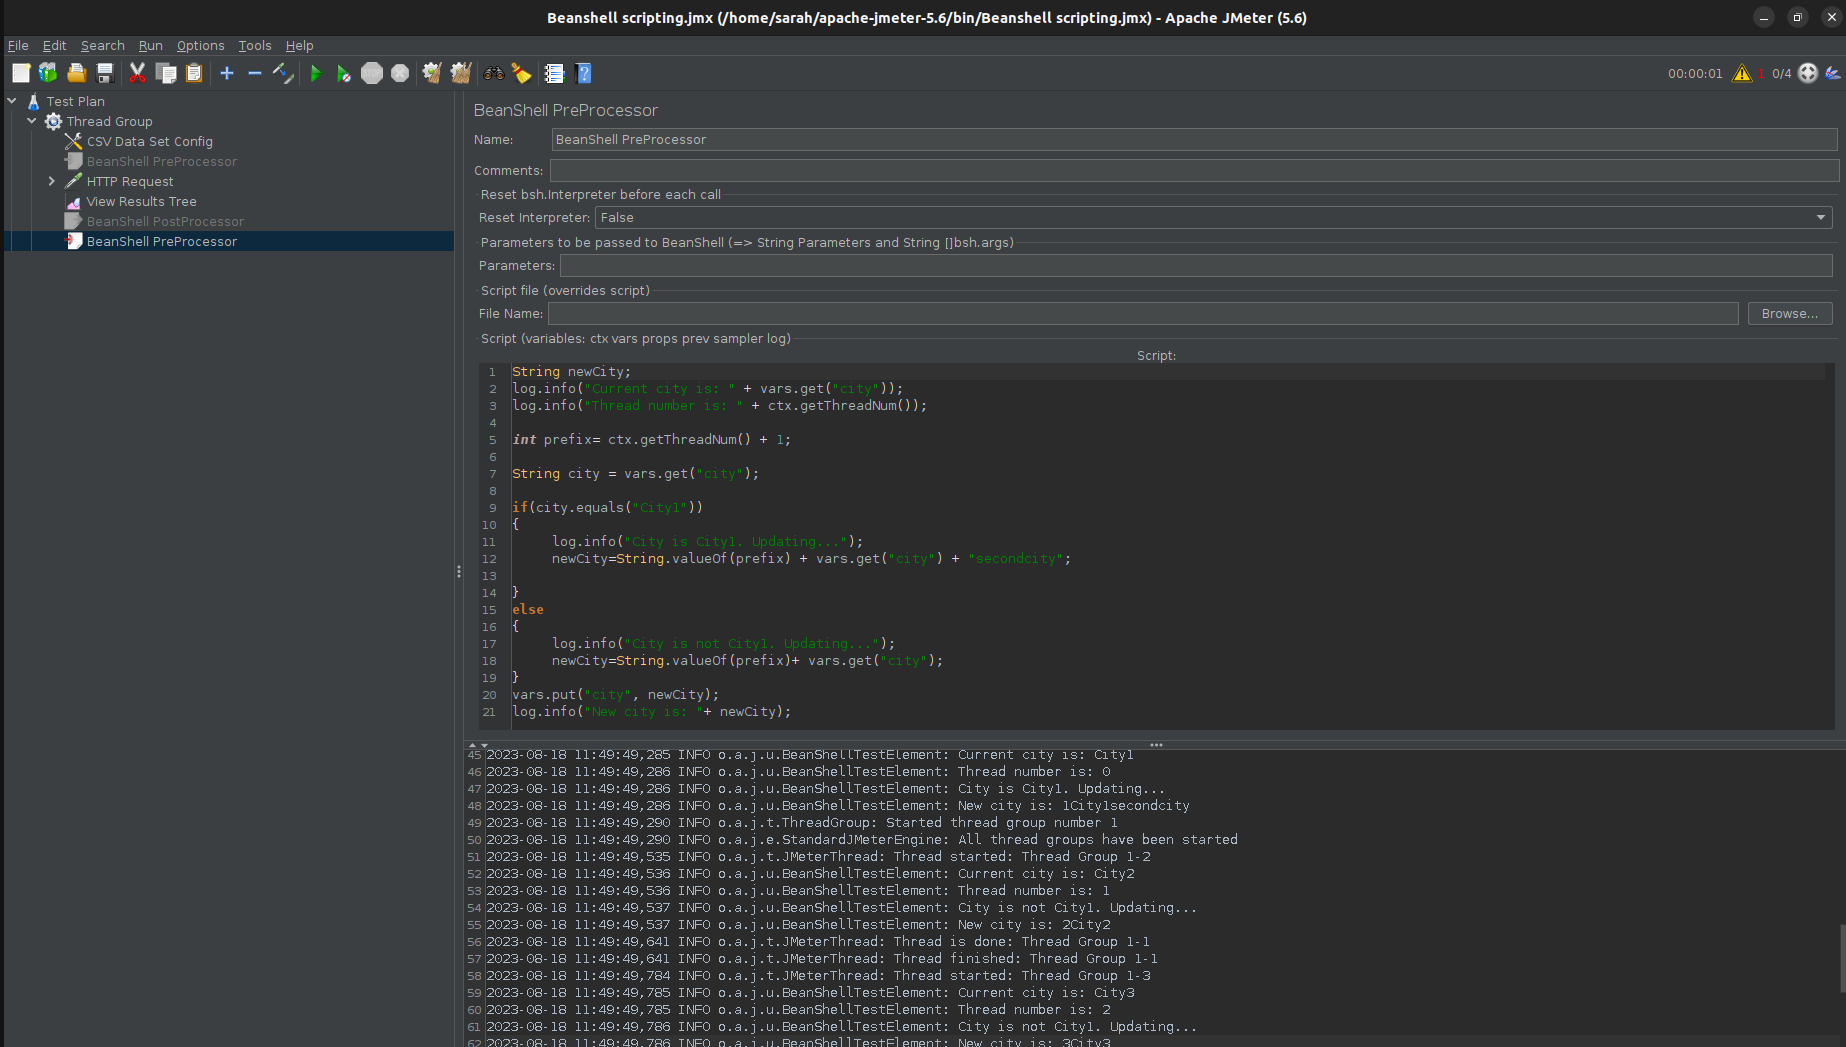 Beanshell scripting.jmx (/home/sarah/apache-jmeter-5.6/bin/Beanshell scripting.jmx) - Apache JMeter (5.6)
File Edit Search Run Options Tools Help
STOP
00:00:01 1 0/4
Test Plan
Thread Group
CSV Data Set Config
BeanShell PreProcessor
HTTP Request
View Results Tree
BeanShell PostProcessor
BeanShell PreProcessor
BeanShell PreProcessor
Name: BeanShell PreProcessor
Comments:
Reset bsh.Interpreter before each call
Reset Interpreter: False
Parameters to be passed to BeanShell (=> String Parameters and String []bsh.args)
Parameters:
Script file (overrides script)
File Name: Browse...
Script (variables: ctx vars props prev sampler log)
Script:
1 String newCity;
2 log.info("Current city is: " + vars.get("city"));
3 log.info("Thread number is: " + ctx.getThreadNum());
4
5 int prefix= ctx.getThreadNum() + 1;
6
7 String city = vars.get("city");
8
9 if(city.equals("City1"))
10 {
11 log.info("City is City1. Updating...");
12 newCity=String.valueOf(prefix) + vars.get("city") + "secondcity";
13
14 }
15 else
16 {
17 log.info("City is not City1. Updating...");
18 newCity=String.valueOf(prefix)+ vars.get("city");
19 }
20 vars.put("city", newCity);
21 log.info("New city is: "+ newCity);
45 2023-08-18 11:49:49,285 INFO o.a.j.u.BeanShellTestElement: Current city is: City1
46 2023-08-18 11:49:49,286 INFO o.a.j.u.BeanShellTestElement: Thread number is: 0
47 2023-08-18 11:49:49,286 INFO o.a.j.u.BeanShellTestElement: City is City1. Updating...
48 2023-08-18 11:49:49,286 INFO o.a.j.u.BeanShellTestElement: New city is: 1City1secondcity
49 2023-08-18 11:49:49,290 INFO o.a.j.t.ThreadGroup: Started thread group number 1
50 2023-08-18 11:49:49,290 INFO o.a.j.e.StandardJMeterEngine: All thread groups have been started
51 2023-08-18 11:49:49,535 INFO o.a.j.t.JMeterThread: Thread started: Thread Group 1-2
52 2023-08-18 11:49:49,536 INFO o.a.j.u.BeanShellTestElement: Current city is: City2
53 2023-08-18 11:49:49,536 INFO o.a.j.u.BeanShellTestElement: Thread number is: 1
54 2023-08-18 11:49:49,537 INFO o.a.j.u.BeanShellTestElement: City is not City1. Updating...
55 2023-08-18 11:49:49,537 INFO o.a.j.u.BeanShellTestElement: New city is: 2City2
56 2023-08-18 11:49:49,641 INFO o.a.j.t.JMeterThread: Thread is done: Thread Group 1-1
57 2023-08-18 11:49:49,641 INFO o.a.j.t.JMeterThread: Thread finished: Thread Group 1-1
58 2023-08-18 11:49:49,784 INFO o.a.j.t.JMeterThread: Thread started: Thread Group 1-3
59 2023-08-18 11:49:49,785 INFO o.a.j.u.BeanShellTestElement: Current city is: City3
60 2023-08-18 11:49:49,785 INFO o.a.j.u.BeanShellTestElement: Thread number is: 2
61 2023-08-18 11:49:49,786 INFO o.a.j.u.BeanShellTestElement: City is not City1. Updating...
62 2023-08-18 11:49:49,786 INFO o.a.j.u.BeanShellTestElement: New city is: 3City3